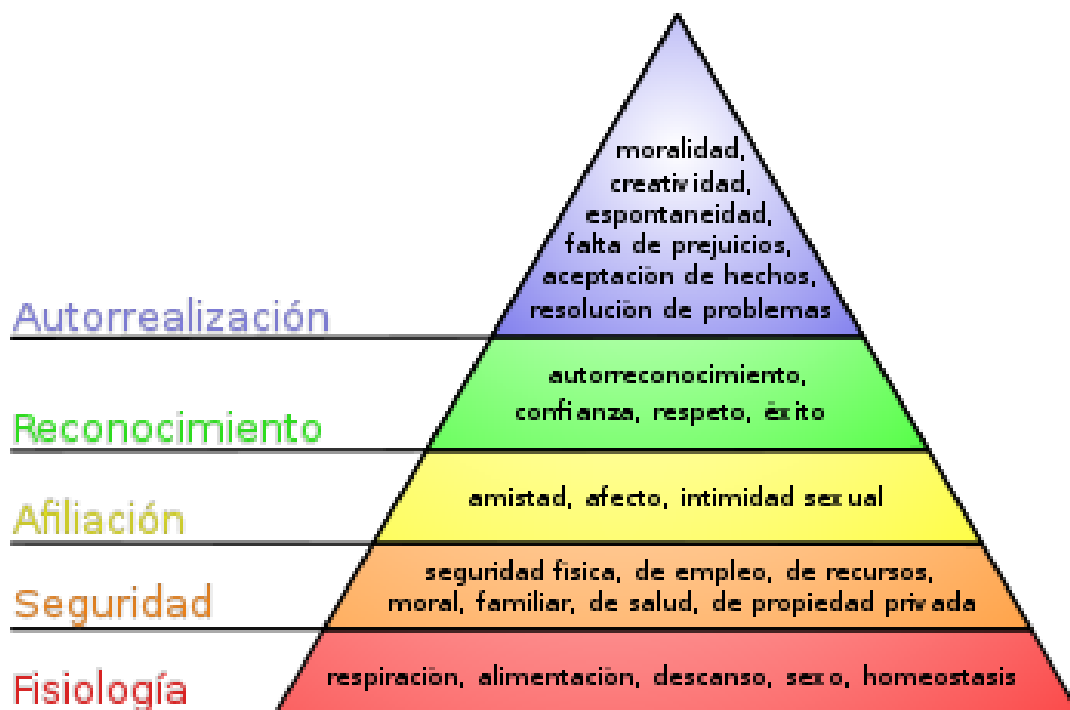 moralidad,
creatividad,
espontaneidad,
falta de prejuicios,
aceptación de hechos,
resolución de problemas
Autorrealización
autorreconocimiento,
confianza, respeto, éxito
Reconocimiento
amistad, afecto, intimidad sexual
Afiliación
seguridad física, de empleo, de recursos,
moral, familiar, de salud, de propiedad privada
Seguridad
respiración, alimentación, descanso, sexo, homeostasis
Fisiología